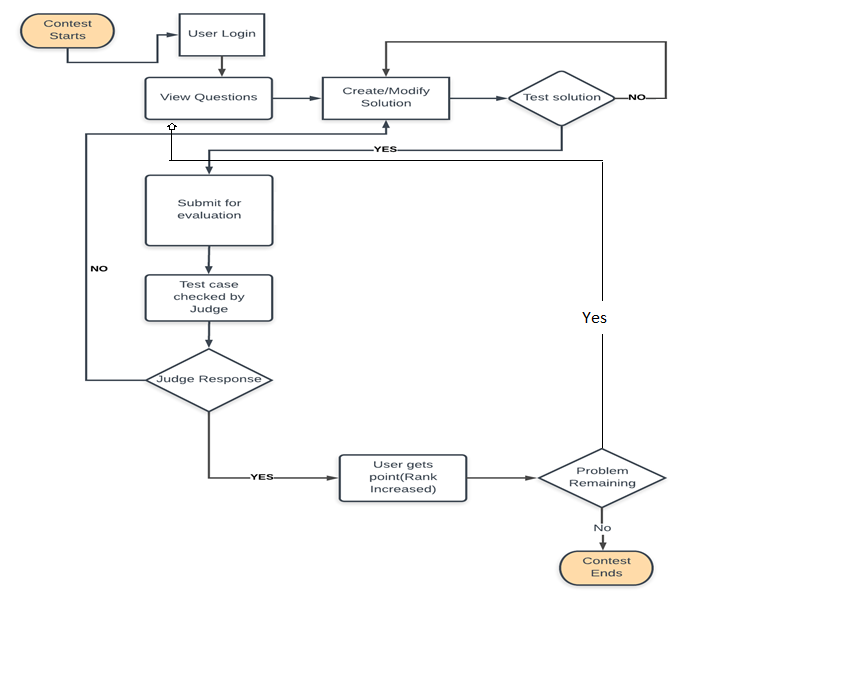 Contest
Starts
User Login
View Questions
Create/Modify
Solution
Test solution
NO
YES
Submit for
evaluation
NO
Test case
checked by
Judge
Yes
Judge Response
YES
User gets
point(Rank
Increased)
Problem
Remaining
No
Contest
Ends